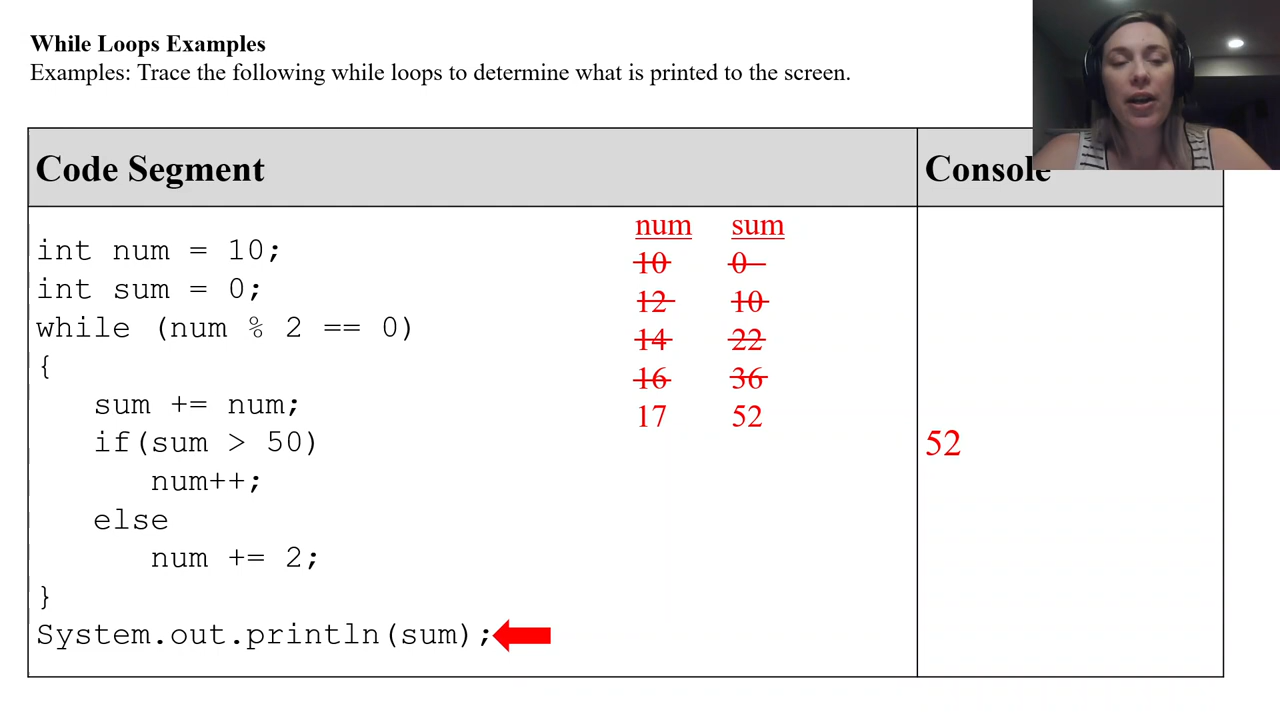 While Loops Examples
Examples: Trace the following while loops to determine what is printed to the screen.
Code Segment
Console
int num = 10;
int sum = 0;
while (num % 2 == 0)
{
sum += num;
if(sum > 50)
num++;
else
num += 2;
}
System.out.println(sum);
num sum
10 0
12 10
14 22
16 36
17 52
52